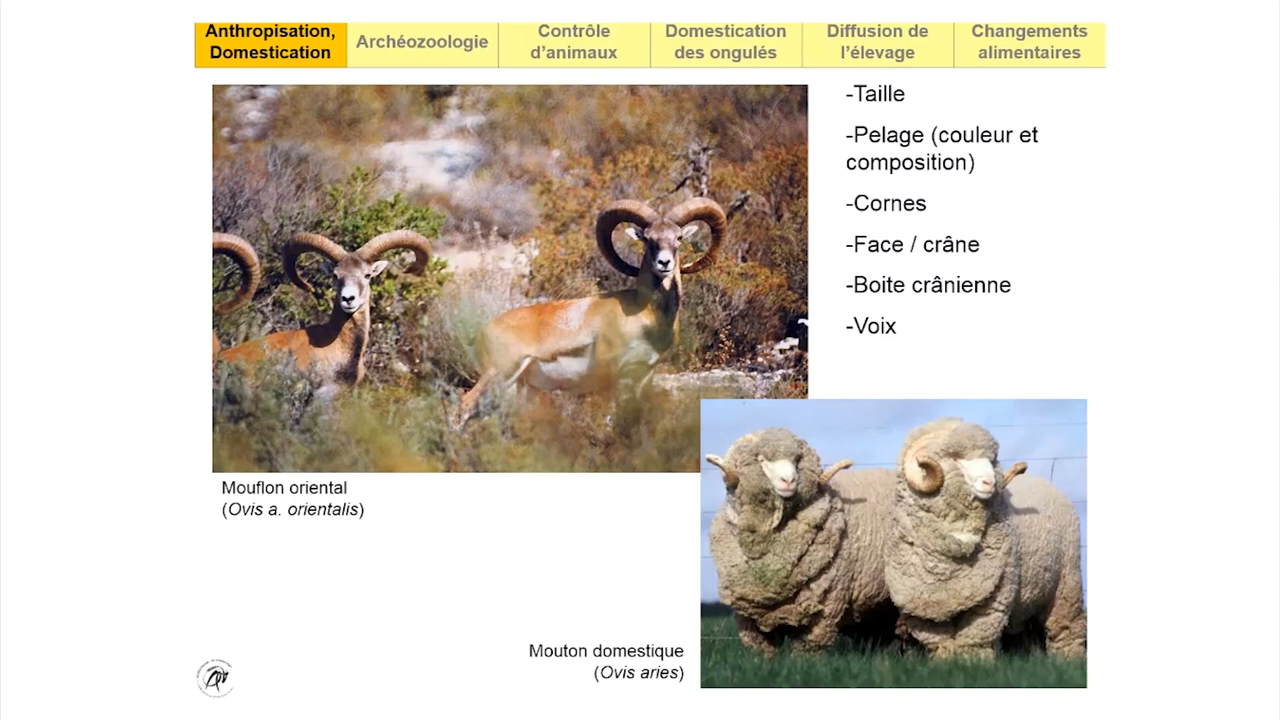 Anthropisation,
Domestication
Archéozoologie
Contrôle
d’animaux
Domestication
des ongulés
Diffusion de
l’élevage
Changements
alimentaires
-Taille
-Pelage (couleur et
composition)
-Cornes
-Face / crâne
-Boite crânienne
-Voix
Mouflon oriental
(Ovis a. orientalis)
Mouton domestique
(Ovis aries)